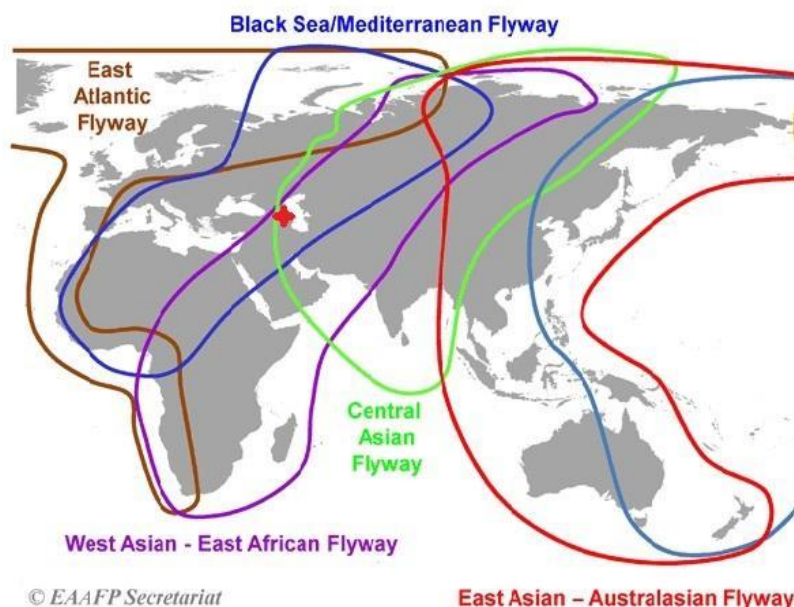 Black Sea/Mediterranean Flyway
East
Atlantic
Flyway
Central
Asian
Flyway
West Asian - East African Flyway
© EAAFP Secretariat
East Asian – Australasian Flyway